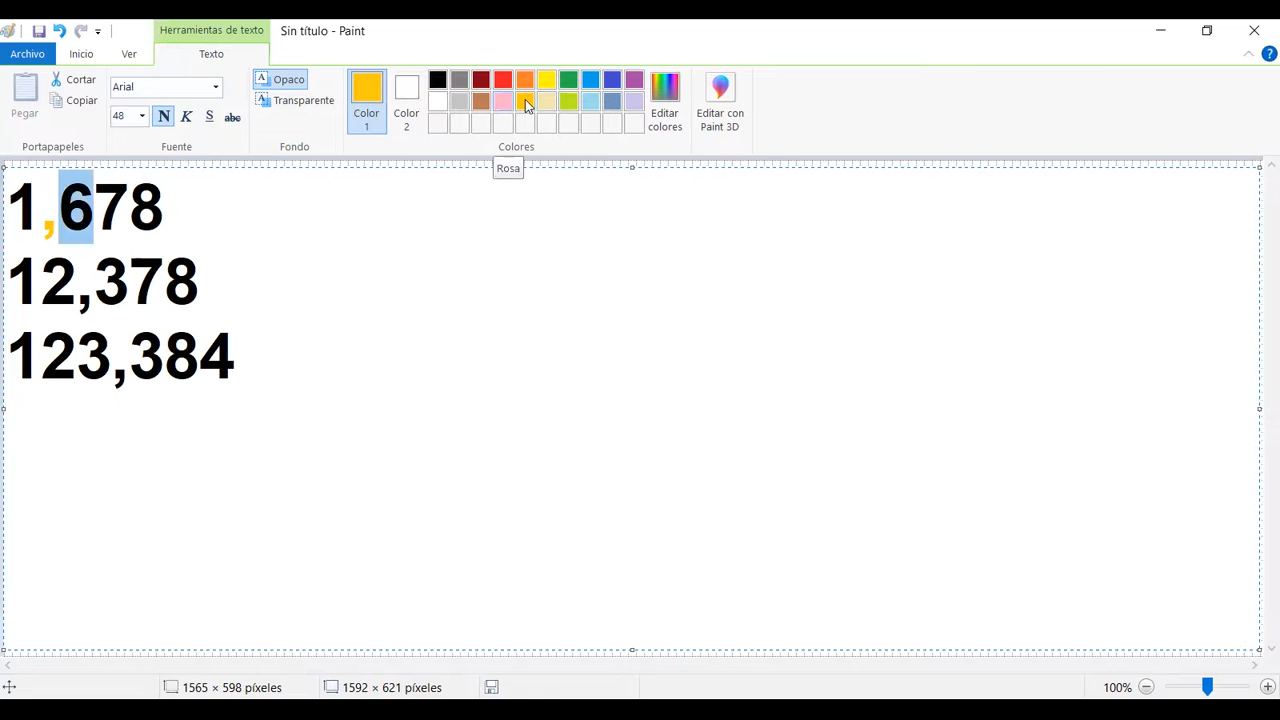 Herramientas de texto
Sin título - Paint
Archivo
Inicio
Ver
Texto
Pegar
Cortar
Copiar
Portapapeles
Arial
48
N K S abc
Fuente
Opaco
Transparente
Fondo
Color 1
Color 2
Editar colores
Colores
Editar con Paint 3D
Rosa
1,678
12,378
123,384
1565 × 598 píxeles
1592 × 621 píxeles
100%